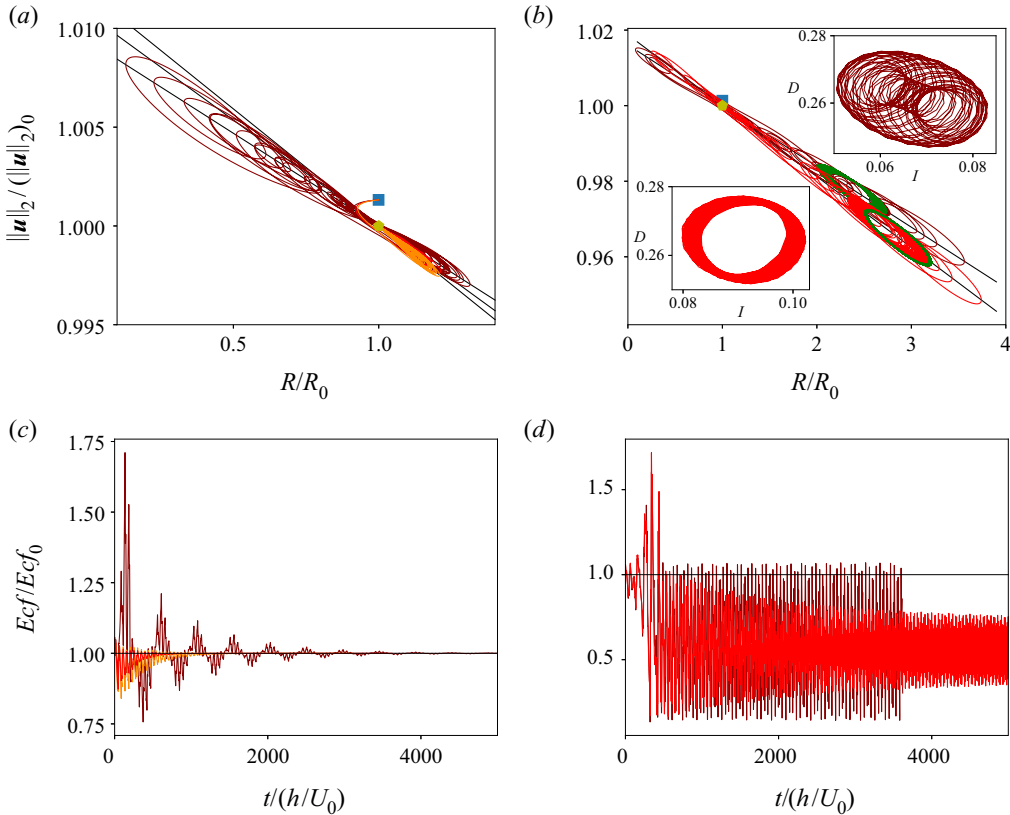 (a)
(b)
1.010
1.005
1.000
0.995
||u||₂ / (||u||₂)₀
0.5
1.0
R/R₀
1.02
1.00
0.98
0.96
0
1
2
3
4
R/R₀
0.28
D
0.26
0.06
0.08
I
0.28
D
0.26
0.08
0.10
I
(c)
(d)
1.75
1.50
1.25
1.00
0.75
Ecf/Ecf₀
0
2000
4000
t/(h/U₀)
1.5
1.0
0.5
0
2000
4000
t/(h/U₀)